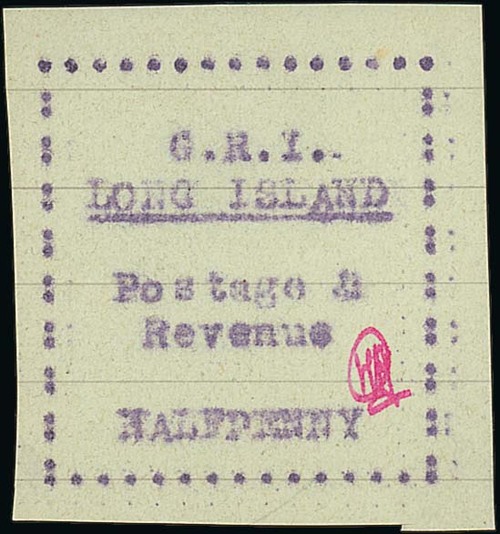 G.R.I.
LONG ISLAND
Postage &
Revenue
HALFPENNY